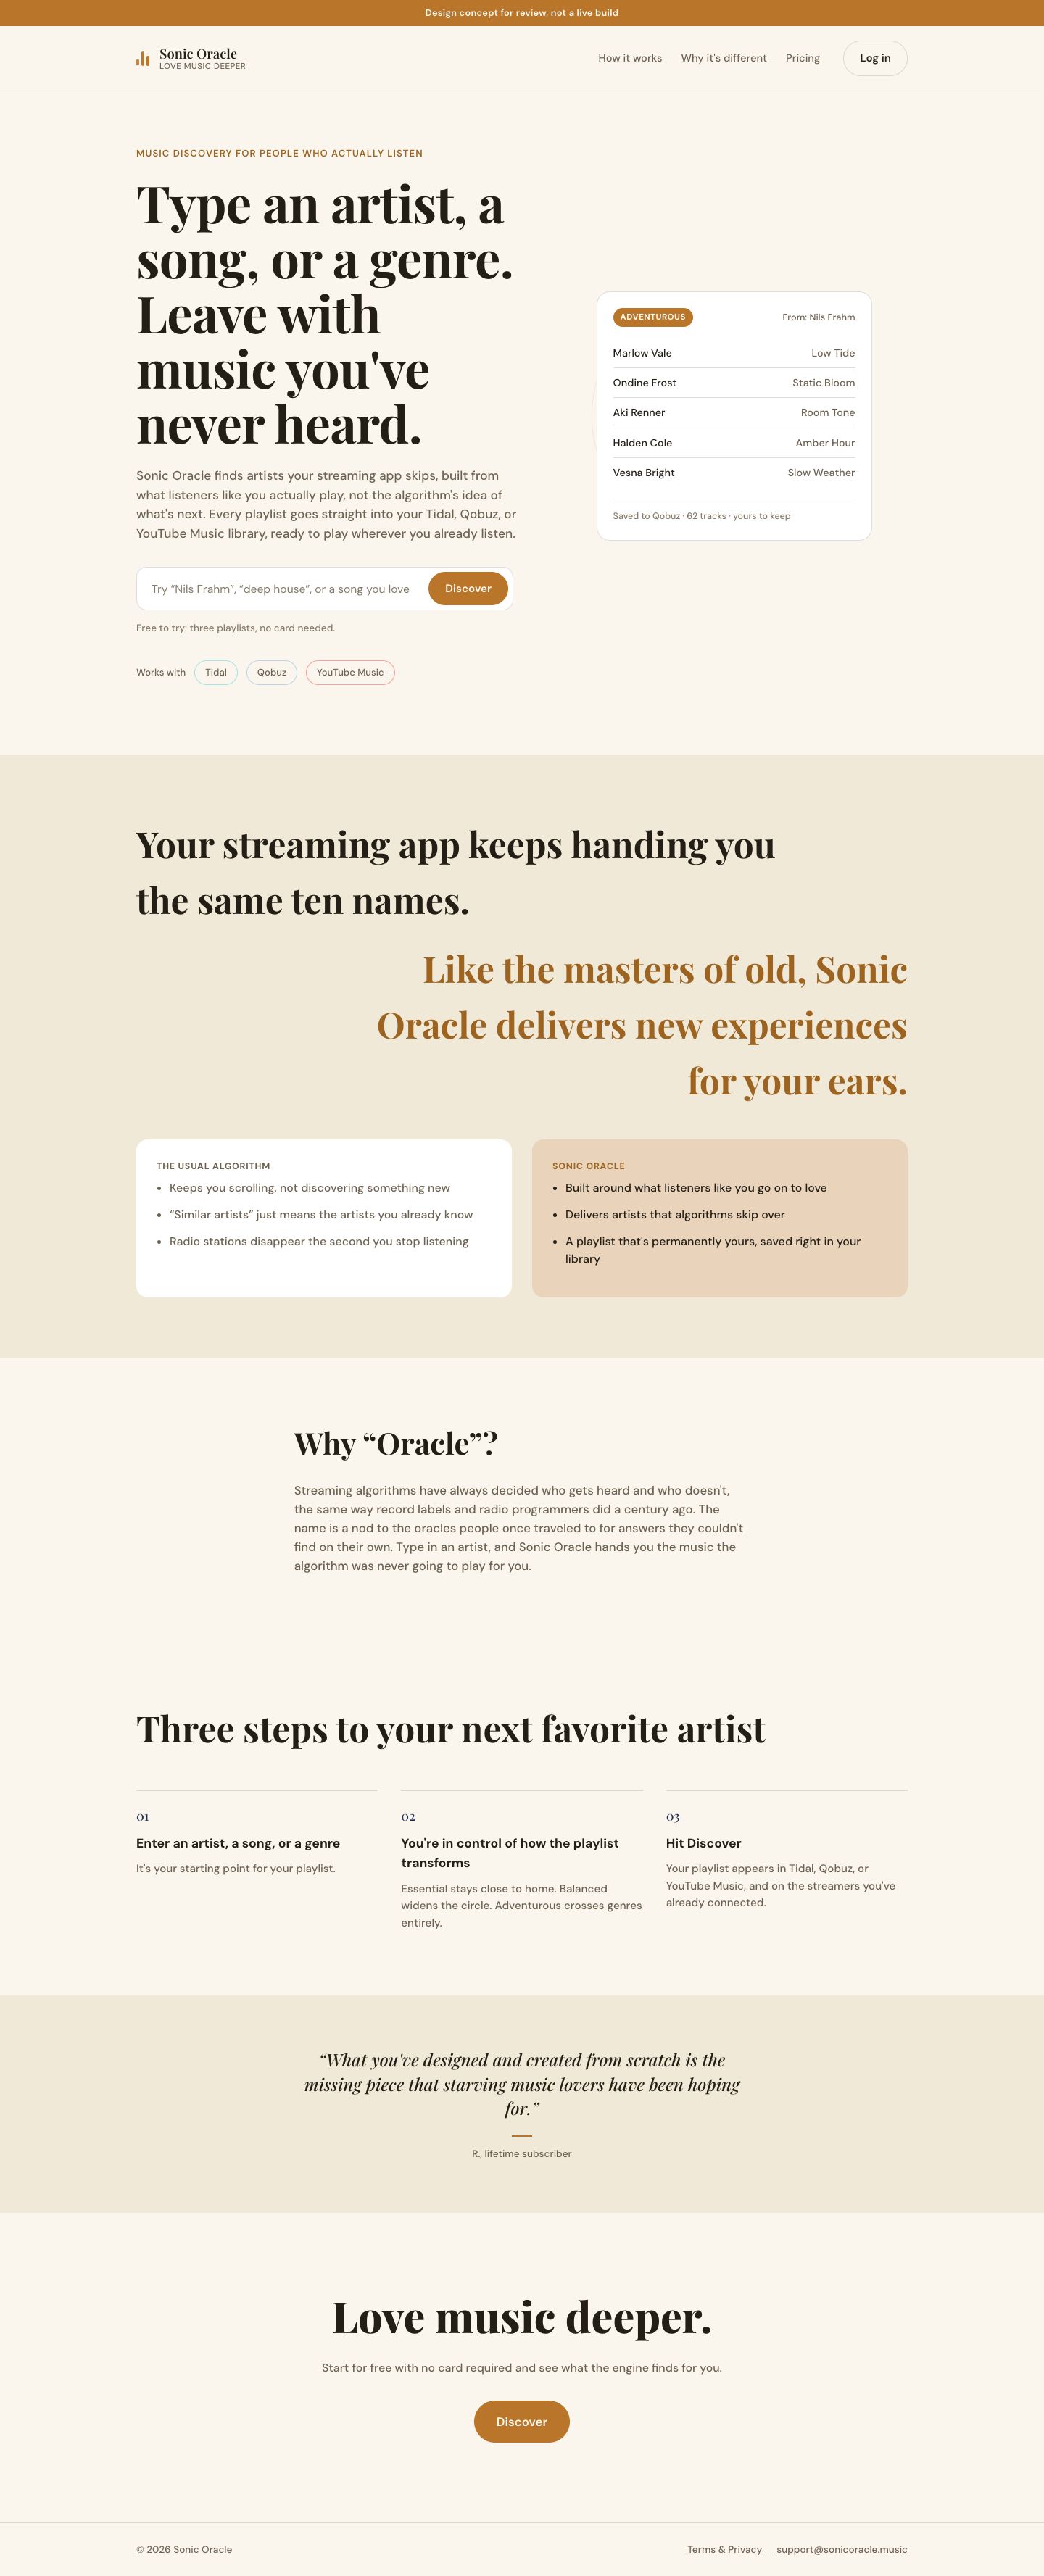 Design concept for review, not a live build
Sonic Oracle
LOVE MUSIC DEEPER
How it works Why it's different Pricing Log in
MUSIC DISCOVERY FOR PEOPLE WHO ACTUALLY LISTEN
Type an artist, a
song, or a genre.
Leave with
music you've
never heard.
Sonic Oracle finds artists your streaming app skips, built from
what listeners like you actually play, not the algorithm's idea of
what's next. Every playlist goes straight into your Tidal, Qobuz, or
YouTube Music library, ready to play wherever you already listen.
Try “Nils Frahm”, “deep house”, or a song you love Discover
Free to try: three playlists, no card needed.
Works with Tidal Qobuz YouTube Music
ADVENTUROUS From: Nils Frahm
Marlow Vale Low Tide
Ondine Frost Static Bloom
Aki Renner Room Tone
Halden Cole Amber Hour
Vesna Bright Slow Weather
Saved to Qobuz · 62 tracks · yours to keep
Your streaming app keeps handing you
the same ten names.
Like the masters of old, Sonic
Oracle delivers new experiences
for your ears.
THE USUAL ALGORITHM
• Keeps you scrolling, not discovering something new
• “Similar artists” just means the artists you already know
• Radio stations disappear the second you stop listening
SONIC ORACLE
• Built around what listeners like you go on to love
• Delivers artists that algorithms skip over
• A playlist that's permanently yours, saved right in your
library
Why “Oracle”?
Streaming algorithms have always decided who gets heard and who doesn't,
the same way record labels and radio programmers did a century ago. The
name is a nod to the oracles people once traveled to for answers they couldn't
find on their own. Type in an artist, and Sonic Oracle hands you the music the
algorithm was never going to play for you.
Three steps to your next favorite artist
01
Enter an artist, a song, or a genre
It's your starting point for your playlist.
02
You're in control of how the playlist
transforms
Essential stays close to home. Balanced
widens the circle. Adventurous crosses genres
entirely.
03
Hit Discover
Your playlist appears in Tidal, Qobuz, or
YouTube Music, and on the streamers you've
already connected.
“What you've designed and created from scratch is the
missing piece that starving music lovers have been hoping
for.”
R., lifetime subscriber
Love music deeper.
Start for free with no card required and see what the engine finds for you.
Discover
© 2026 Sonic Oracle Terms & Privacy support@sonicoracle.music